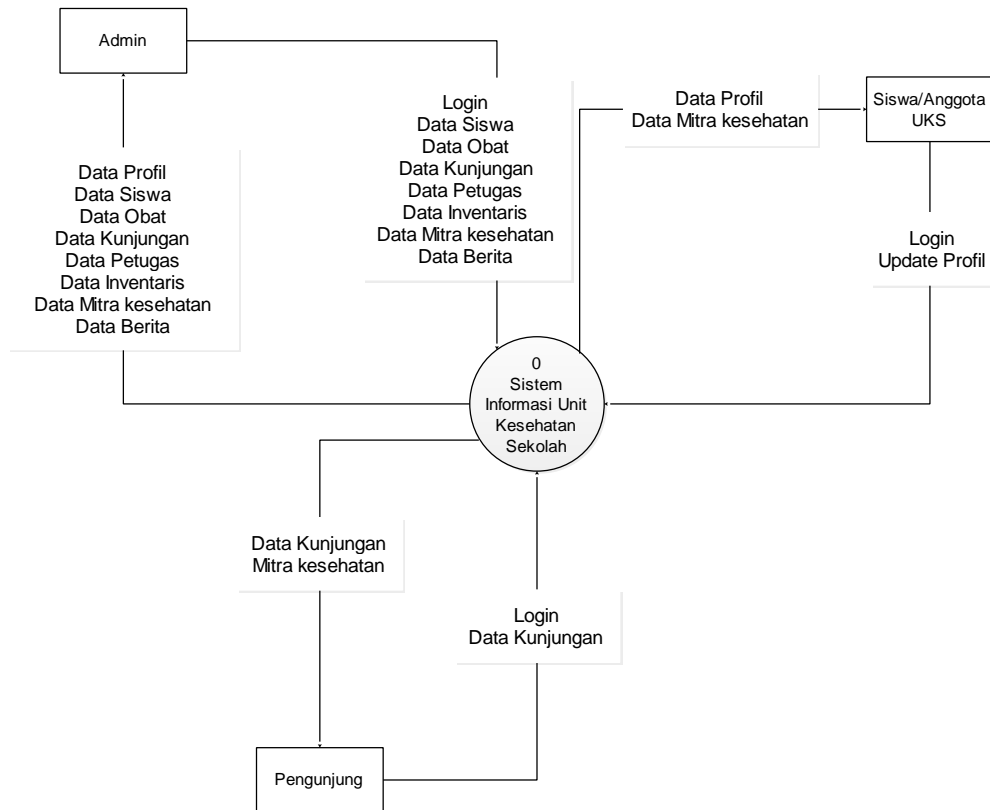 Admin
Login
Data Siswa
Data Obat
Data Kunjungan
Data Petugas
Data Inventaris
Data Mitra kesehatan
Data Berita
Data Profil
Data Mitra kesehatan
Siswa/Anggota
UKS
Data Profil
Data Siswa
Data Obat
Data Kunjungan
Data Petugas
Data Inventaris
Data Mitra kesehatan
Data Berita
Login
Update Profil
0
Sistem
Informasi Unit
Kesehatan
Sekolah
Data Kunjungan
Mitra kesehatan
Login
Data Kunjungan
Pengunjung